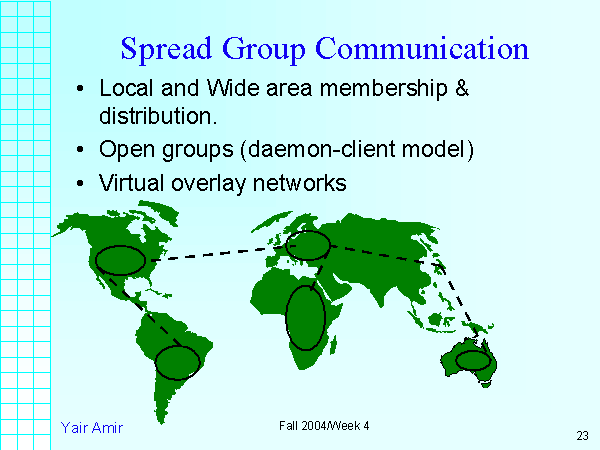 Spread Group Communication
• Local and Wide area membership &
distribution.
• Open groups (daemon-client model)
• Virtual overlay networks
Yair Amir
Fall 2004/Week 4
23